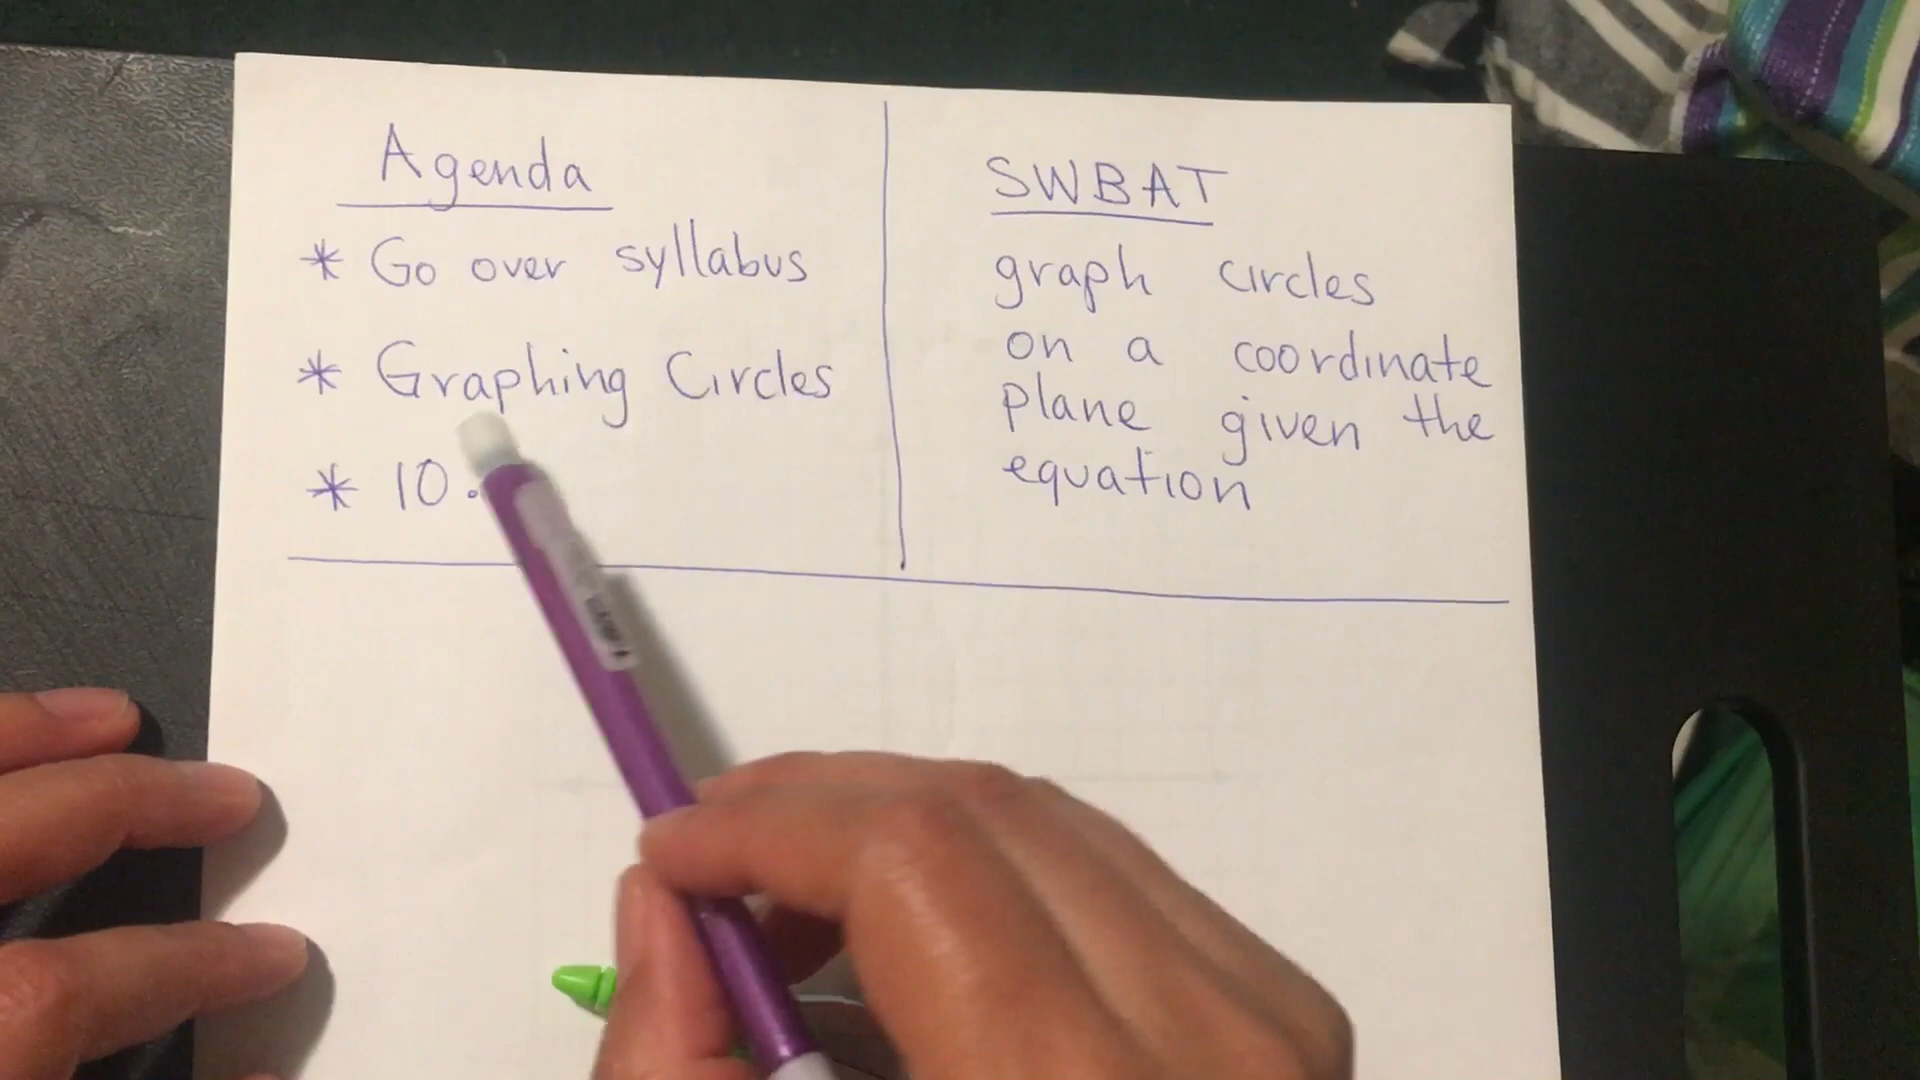 Agenda
* Go over syllabus
* Graphing Circles
* 10.
SWBAT
graph circles
on a coordinate
plane given the
equation